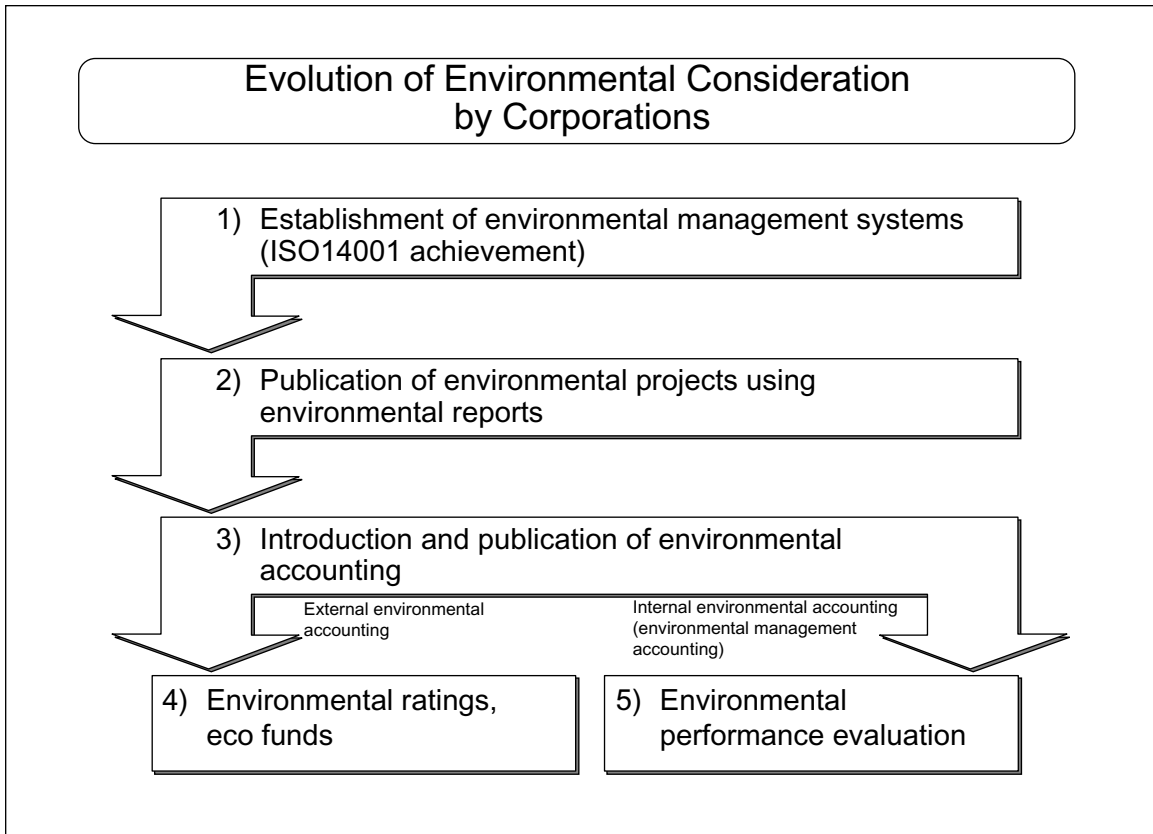 Evolution of Environmental Consideration
by Corporations
1) Establishment of environmental management systems
(ISO14001 achievement)
2) Publication of environmental projects using
environmental reports
3) Introduction and publication of environmental
accounting
External environmental
accounting
Internal environmental accounting
(environmental management
accounting)
4) Environmental ratings,
eco funds
5) Environmental
performance evaluation